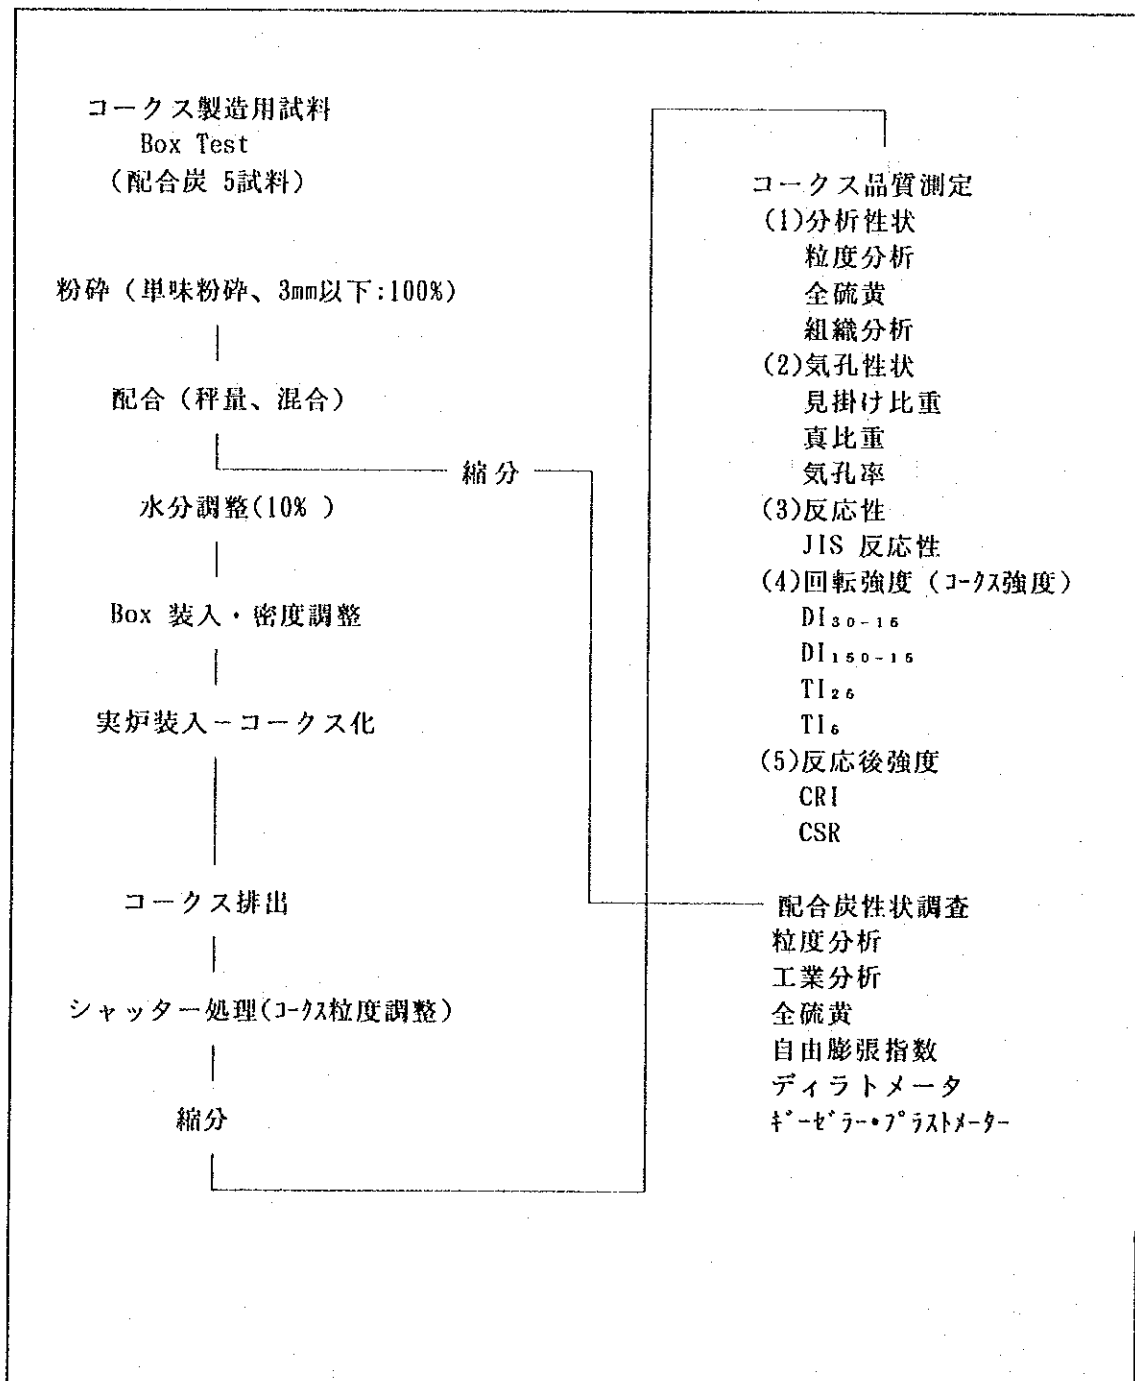 コークス製造用試料
Box Test
(配合炭 5試料)
粉砕 (単味粉砕、3mm以下:100%)
配合 (秤量、混合)
縮分
水分調整(10% )
Box 装入・密度調整
実炉装入-コークス化
コークス排出
シャッター処理(コークス粒度調整)
縮分
コークス品質測定
(1)分析性状
粒度分析
全硫黄
組織分析
(2)気孔性状
見掛け比重
真比重
気孔率
(3)反応性
JIS 反応性
(4)回転強度 (コークス強度)
DI30-15
DI150-15
TI26
TI6
(5)反応後強度
CRI
CSR
配合炭性状調査
粒度分析
工業分析
全硫黄
自由膨張指数
ディラトメータ
ギーゼラー・プラストメーター